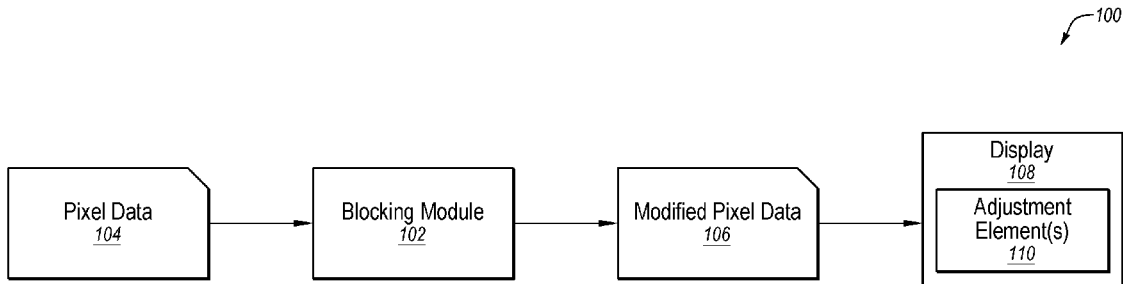 100
Pixel Data
104
Blocking Module
102
Modified Pixel Data
106
Display
108
Adjustment
Element(s)
110